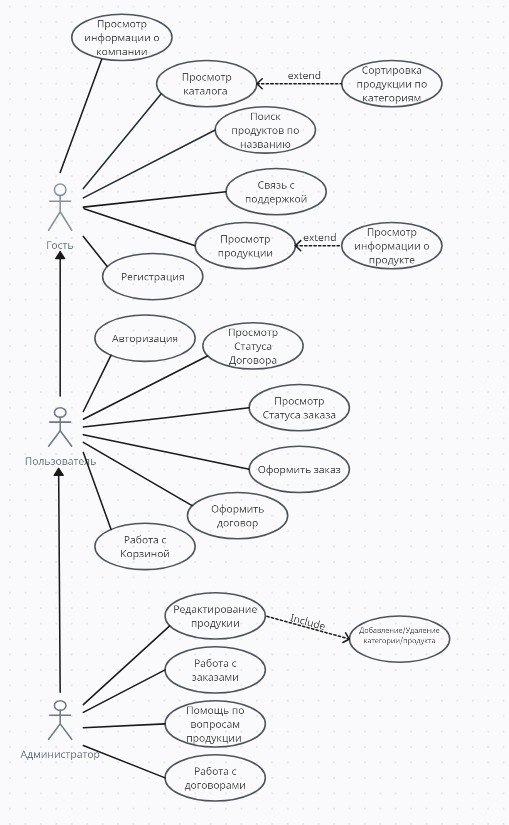 Просмотр
информации о
компании
Просмотр
каталога
extend
Сортировка
продукции по
категориям
Поиск
продуктов по
названию
Связь с
поддержкой
Гость
Просмотр
продукции
extend
Просмотр
информации о
продукте
Регистрация
Авторизация
Просмотр
Статуса
Договора
Просмотр
Статуса заказа
Пользователь
Оформить заказ
Оформить
договор
Работа с
Корзиной
Редактирование
продукии
Include
Добавление/Удаление
категории/продукта
Работа с
заказами
Помощь по
вопросам
продукции
Администратор
Работа с
договорами